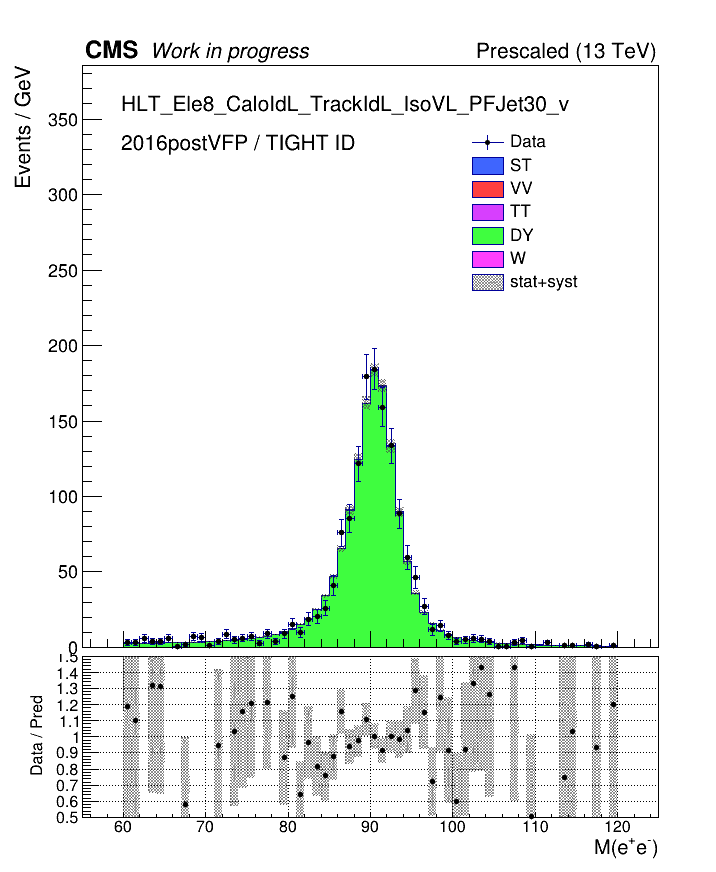 CMS Work in progress Prescaled (13 TeV)
Events / GeV
HLT_Ele8_CaloIdL_TrackIdL_IsoVL_PFJet30_v
2016postVFP / TIGHT ID
Data
ST
VV
TT
DY
W
stat+syst
350
300
250
200
150
100
50
0
Data / Pred
1.5
1.4
1.3
1.2
1.1
1
0.9
0.8
0.7
0.6
0.5
60 70 80 90 100 110 120
M(e⁺e⁻)